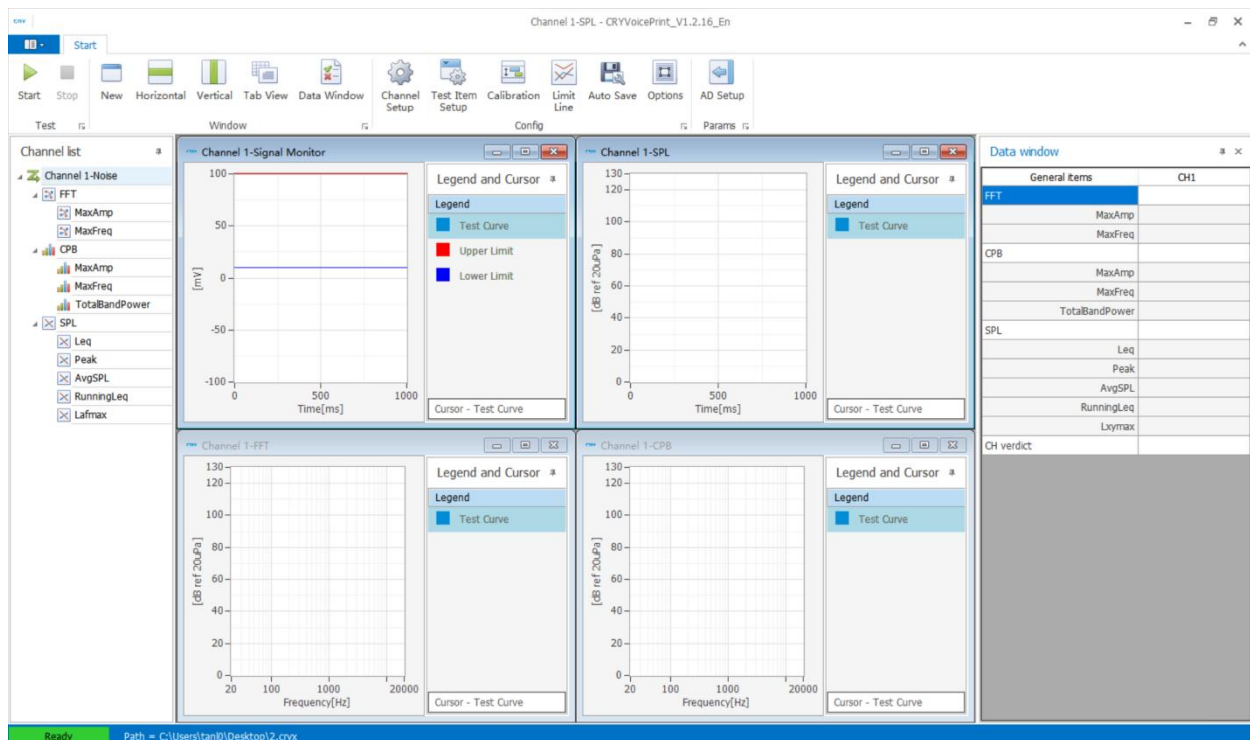 CRY
Channel 1-SPL - CRYVoicePrint_V1.2.16_En
Start
Start Stop New Horizontal Vertical Tab View Data Window Channel Setup Test Item Setup Calibration Limit Line Auto Save Options AD Setup
Test Window Config Params
Channel list
Channel 1-Noise
FFT
MaxAmp
MaxFreq
CPB
MaxAmp
MaxFreq
TotalBandPower
SPL
Leq
Peak
AvgSPL
RunningLeq
Lafmax
Channel 1-Signal Monitor
100
50
0
-50
-100
[mV]
0 500 1000
Time[ms]
Legend and Cursor
Legend
Test Curve
Upper Limit
Lower Limit
Cursor - Test Curve
Channel 1-SPL
130
120
100
80
60
40
20
0
[dB ref 20uPa]
0 500 1000
Time[ms]
Legend and Cursor
Legend
Test Curve
Cursor - Test Curve
Channel 1-FFT
130
120
100
80
60
40
20
0
[dB ref 20uPa]
20 100 1000 20000
Frequency[Hz]
Legend and Cursor
Legend
Test Curve
Cursor - Test Curve
Channel 1-CPB
130
120
100
80
60
40
20
0
[dB ref 20uPa]
20 100 1000 20000
Frequency[Hz]
Legend and Cursor
Legend
Test Curve
Cursor - Test Curve
Data window
General items CH1
FFT
MaxAmp
MaxFreq
CPB
MaxAmp
MaxFreq
TotalBandPower
SPL
Leq
Peak
AvgSPL
RunningLeq
Lxymax
CH verdict
Ready Path = C:\Users\tanl0\Desktop\2.cryx